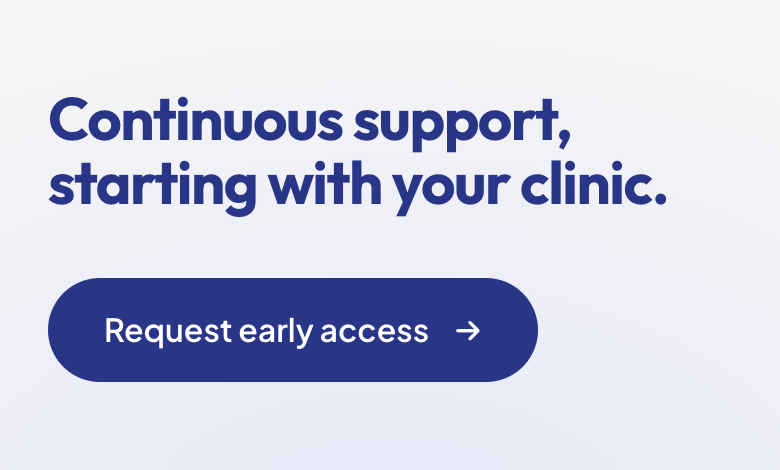 Continuous support,
starting with your clinic.
Request early access →